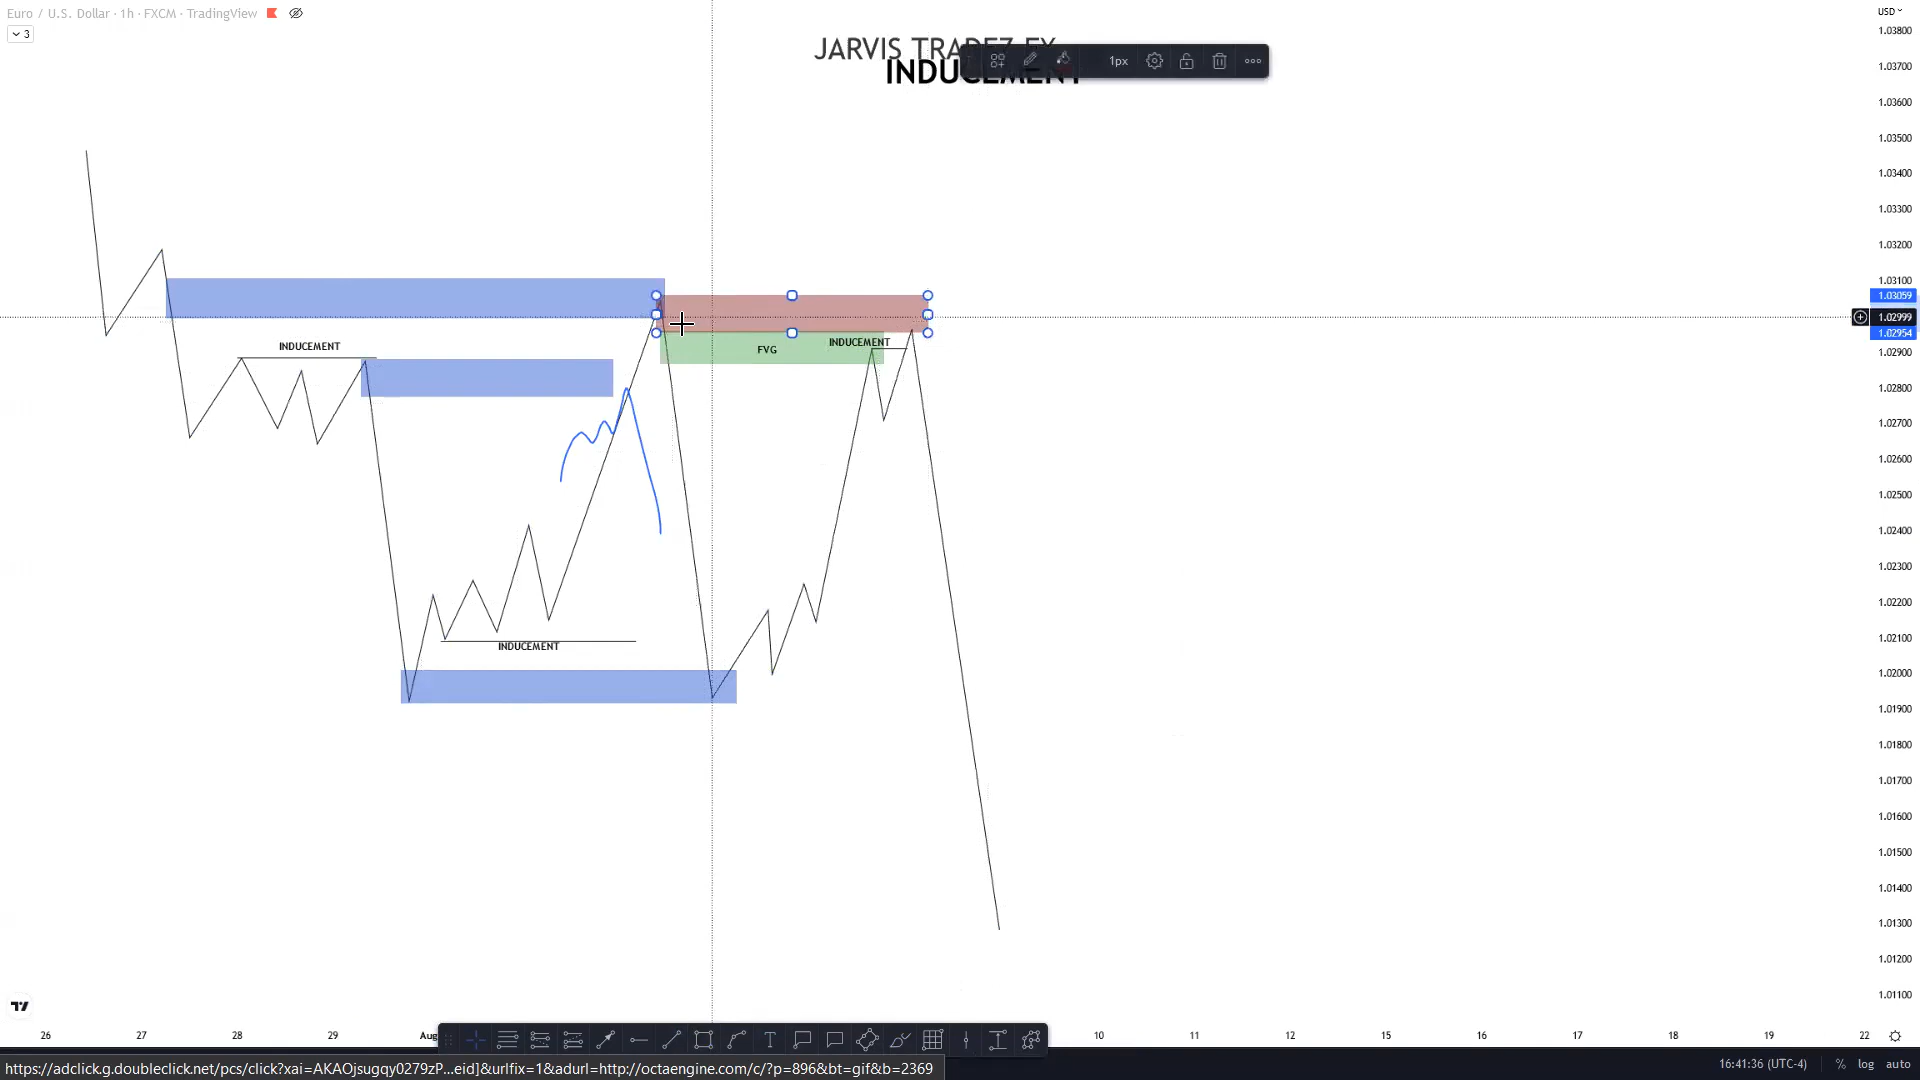 Euro / U.S. Dollar · 1h · FXCM · TradingView
3
JARVIS TRADEZ FX
INDUCEMENT
1px
USD
1.03800
1.03700
1.03600
1.03500
1.03400
1.03300
1.03200
1.03100
1.03059
1.02999
1.02954
1.02900
1.02800
1.02700
1.02600
1.02500
1.02400
1.02300
1.02200
1.02100
1.02000
1.01900
1.01800
1.01700
1.01600
1.01500
1.01400
1.01300
1.01200
1.01100
INDUCEMENT
FVG
INDUCEMENT
INDUCEMENT
26 27 28 29 Aug 10 11 12 15 16 17 18 19 22
https://adclick.g.doubleclick.net/pcs/click?xai=AKAOjsugqy0279zP...eid]&urlfix=1&adurl=http://octaengine.com/c/?p=896&bt=gif&b=2369
16:41:36 (UTC-4) % log auto